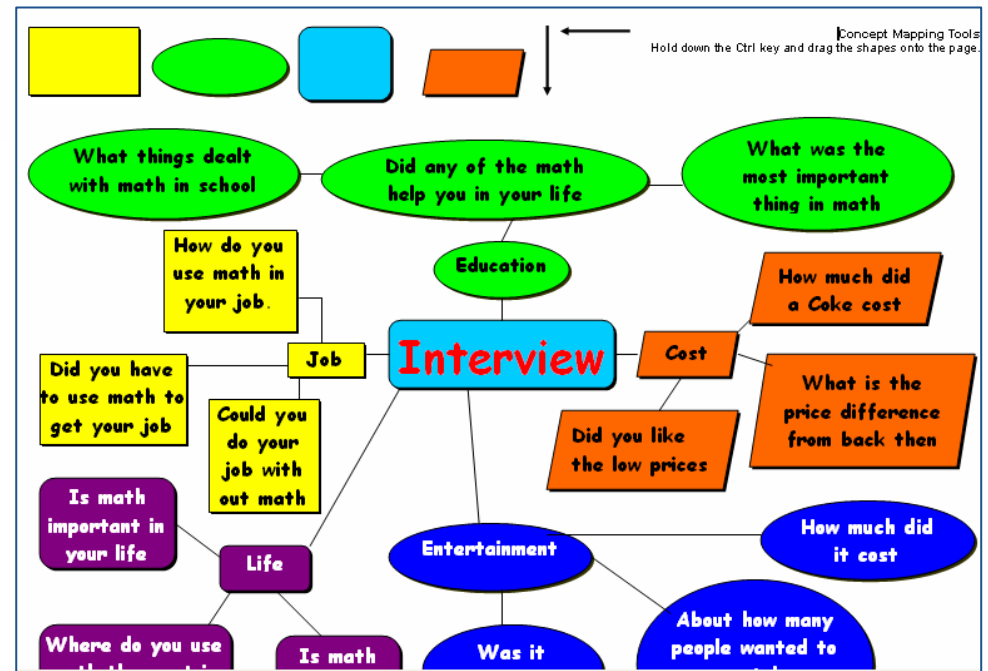 Concept Mapping Tools
Hold down the Ctrl key and drag the shapes onto the page.
What things dealt
with math in school
Did any of the math
help you in your life
What was the
most important
thing in math
Education
How do you
use math in
your job.
Job
Did you have
to use math to
get your job
Could you
do your
job with
out math
Interview
Cost
How much did
a Coke cost
What is the
price difference
from back then
Did you like
the low prices
Is math
important in
your life
Life
Where do you use
Is math
Entertainment
How much did
it cost
Was it
About how many
people wanted to